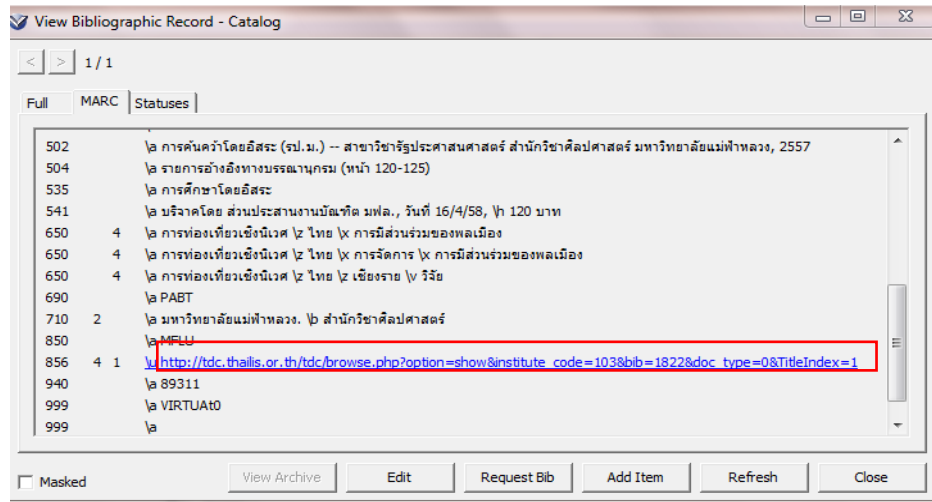 View Bibliographic Record - Catalog
< > 1 / 1
Full MARC Statuses
502 \a การค้นคว้าโดยอิสระ (รป.ม.) -- สาขาวิชารัฐประศาสนศาสตร์ สำนักวิชาศิลปศาสตร์ มหาวิทยาลัยแม่ฟ้าหลวง, 2557
504 \a รายการอ้างอิงทางบรรณานุกรม (หน้า 120-125)
535 \a การศึกษาโดยอิสระ
541 \a บริจาคโดย ส่วนประสานงานบัณฑิต มฟล., วันที่ 16/4/58, \h 120 บาท
650 4 \a การท่องเที่ยวเชิงนิเวศ \z ไทย \x การมีส่วนร่วมของพลเมือง
650 4 \a การท่องเที่ยวเชิงนิเวศ \z ไทย \x การจัดการ \x การมีส่วนร่วมของพลเมือง
650 4 \a การท่องเที่ยวเชิงนิเวศ \z ไทย \z เชียงราย \v วิจัย
690 \a PABT
710 2 \a มหาวิทยาลัยแม่ฟ้าหลวง. \b สำนักวิชาศิลปศาสตร์
850 \a MFLU
856 4 1 \u http://tdc.thailis.or.th/tdc/browse.php?option=show&institute_code=103&bib=1822&doc_type=0&TitleIndex=1
940 \a 89311
999 \a VIRTUAt0
999 \a
Masked View Archive Edit Request Bib Add Item Refresh Close